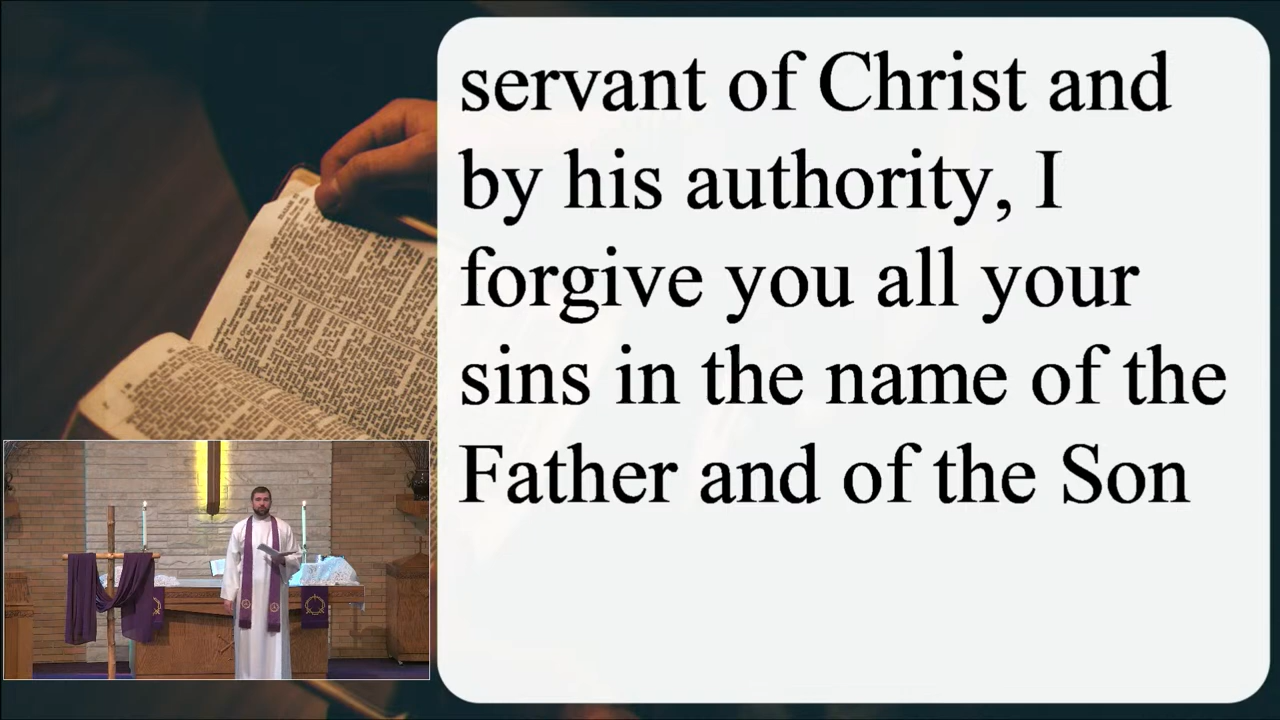 servant of Christ and
by his authority, I
forgive you all your
sins in the name of the
Father and of the Son